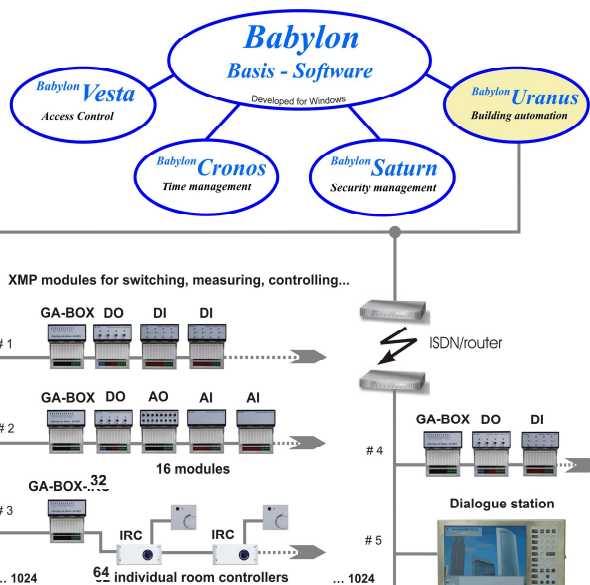 Babylon
Basis - Software
Developed for Windows
Babylon Vesta
Access Control
Babylon Uranus
Building automation
Babylon Cronos
Time management
Babylon Saturn
Security management
XMP modules for switching, measuring, controlling...
GA-BOX DO DI DI
# 1
ISDN/router
GA-BOX DO AO AI AI
# 2
16 modules
GA-BOX DO DI
# 4
32
GA-BOX-
# 3
IRC IRC
Dialogue station
# 5
... 1024
64 individual room controllers
... 1024